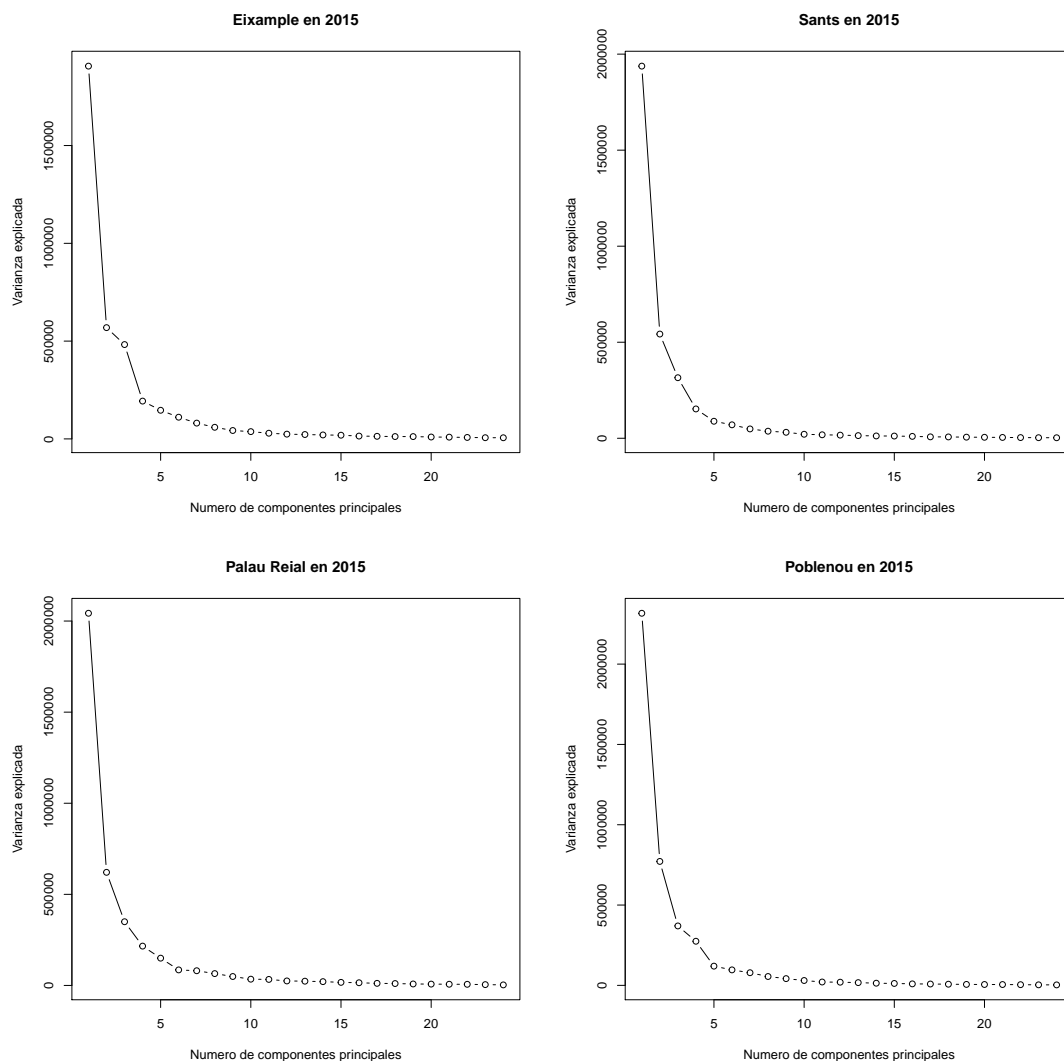 Eixample en 2015
Varianza explicada
0
500000
1000000
1500000
5
10
15
20
Numero de componentes principales
Sants en 2015
Varianza explicada
0
500000
1000000
1500000
2000000
5
10
15
20
Numero de componentes principales
Palau Reial en 2015
Varianza explicada
0
500000
1000000
1500000
2000000
5
10
15
20
Numero de componentes principales
Poblenou en 2015
Varianza explicada
0
500000
1000000
1500000
2000000
5
10
15
20
Numero de componentes principales